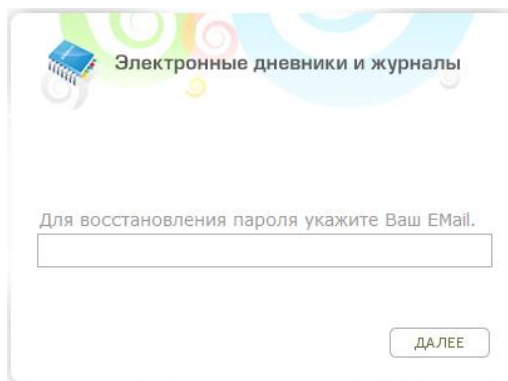 Электронные дневники и журналы
Для восстановления пароля укажите Ваш EMail.
ДАЛЕЕ